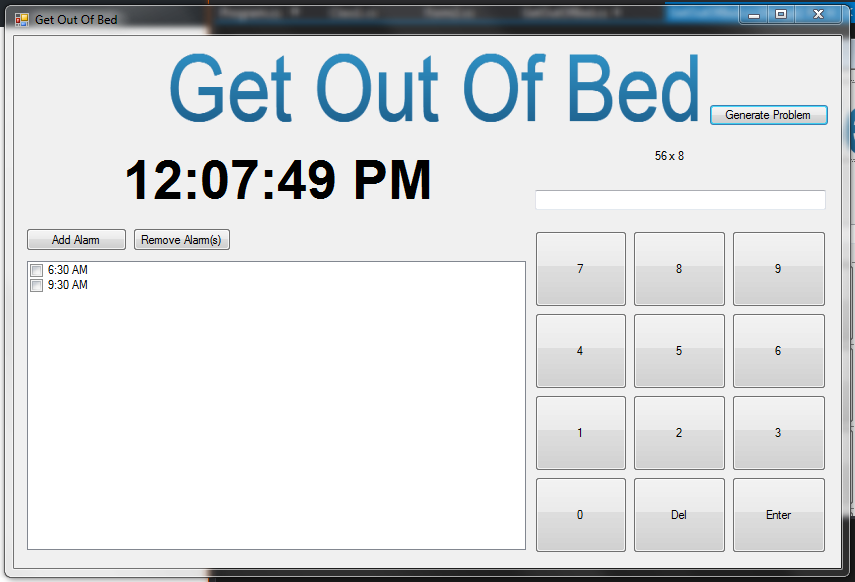 Get Out Of Bed
Get Out Of Bed
Generate Problem
12:07:49 PM
56 x 8
Add Alarm
Remove Alarm(s)
6:30 AM
9:30 AM
7
8
9
4
5
6
1
2
3
0
Del
Enter